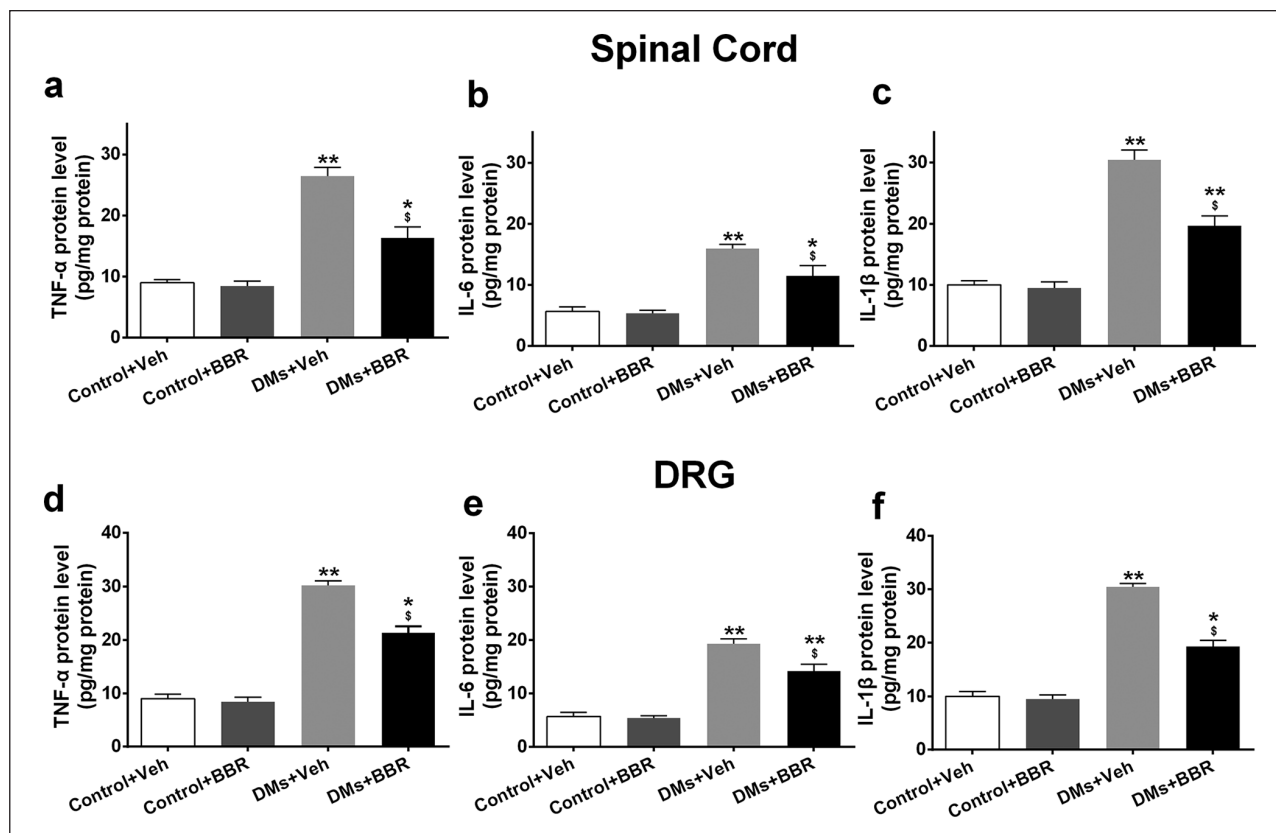 Spinal Cord
a
TNF-α protein level
(pg/mg protein)
30
20
10
0
**
*
$
Control+Veh
Control+BBR
DMs+Veh
DMs+BBR
b
IL-6 protein level
(pg/mg protein)
30
20
10
0
**
*
$
Control+Veh
Control+BBR
DMs+Veh
DMs+BBR
c
IL-1β protein level
(pg/mg protein)
30
20
10
0
**
**
$
Control+Veh
Control+BBR
DMs+Veh
DMs+BBR
DRG
d
TNF-α protein level
(pg/mg protein)
40
30
20
10
0
**
*
$
Control+Veh
Control+BBR
DMs+Veh
DMs+BBR
e
IL-6 protein level
(pg/mg protein)
40
30
20
10
0
**
**
$
Control+Veh
Control+BBR
DMs+Veh
DMs+BBR
f
IL-1β protein level
(pg/mg protein)
40
30
20
10
0
**
*
$
Control+Veh
Control+BBR
DMs+Veh
DMs+BBR